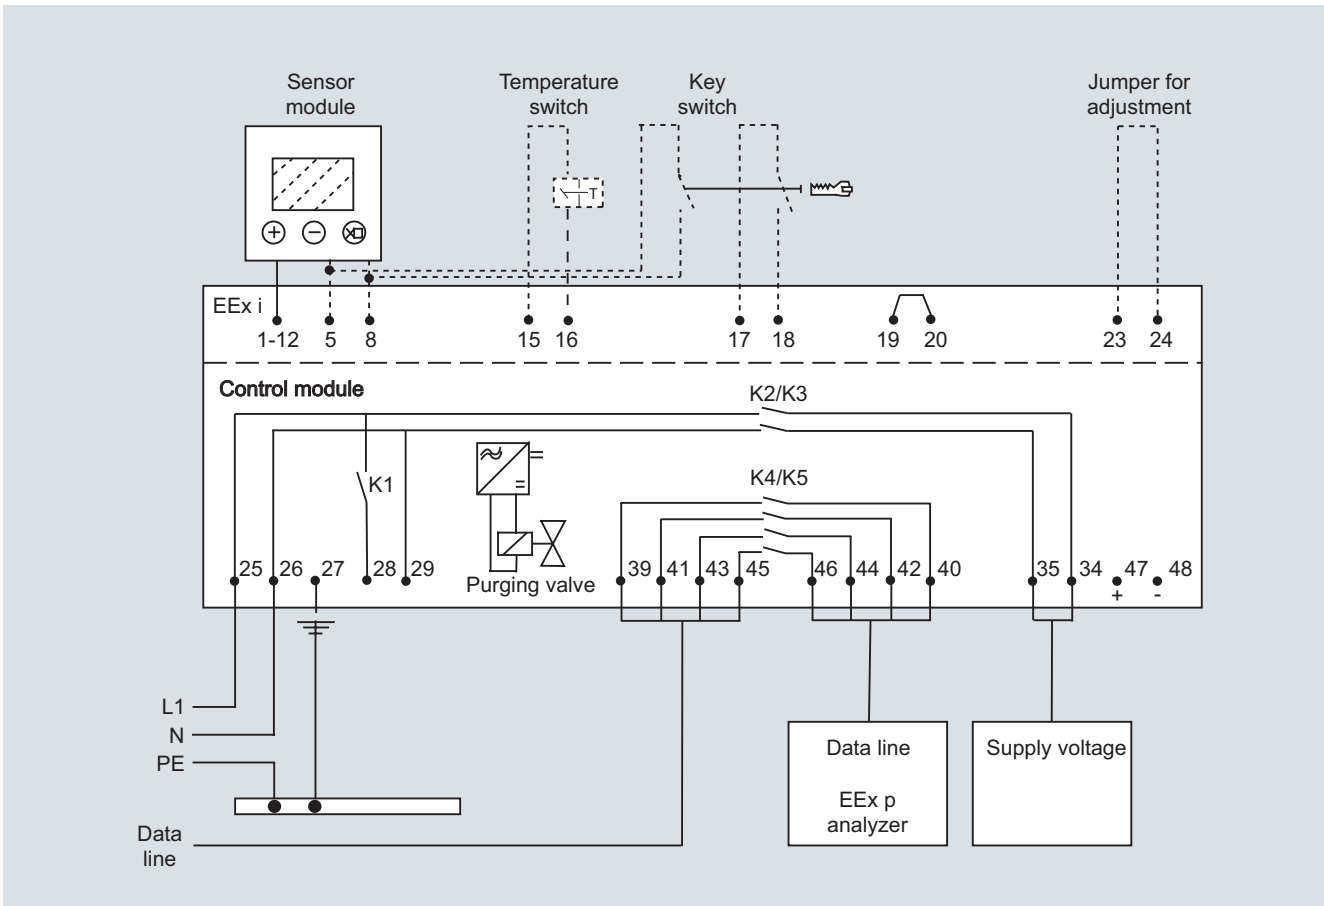 Sensor
module
Temperature
switch
Key
switch
Jumper for
adjustment
T
+
−
EEx i
1-12
5
8
15
16
17
18
19
20
23
24
Control module
K2/K3
K1
K4/K5
25
26
27
28
29
Purging valve
39
41
43
45
46
44
42
40
35
34
47
48
+
-
L1
N
PE
Data
line
Data line
EEx p
analyzer
Supply voltage